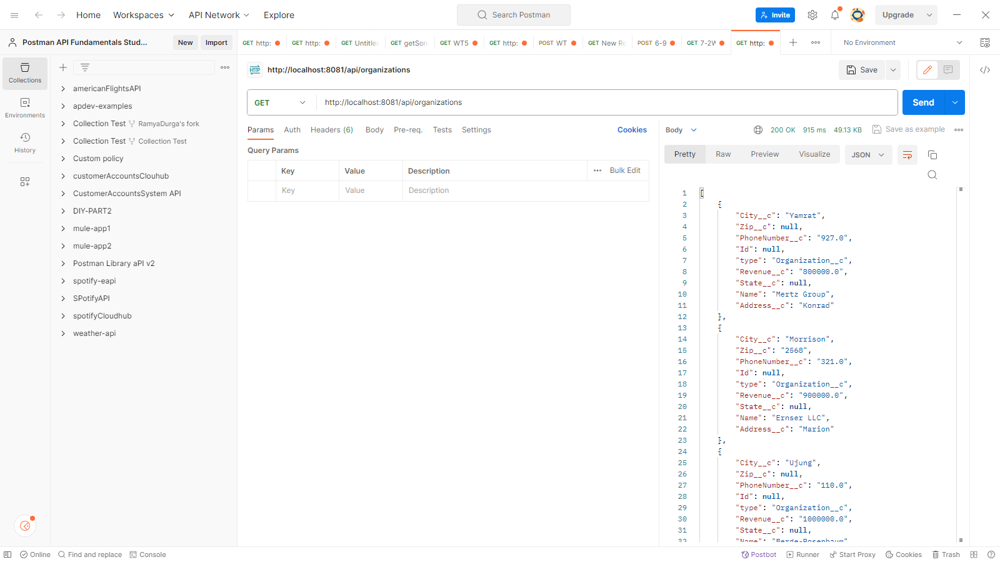 Home Workspaces API Network Explore Search Postman Invite Upgrade
Postman API Fundamentals Stud... New Import
GET http: GET http: GET Untitle GET getSon GET WT5 GET http: POST WT GET New Re POST 6-9 GET 7-2W GET http: No Environment
Collections
Environments
History
americanFlightsAPI
apdev-examples
Collection Test RamyaDurga's fork
Collection Test Collection Test
Custom policy
customerAccountsClouhub
CustomerAccountsSystem API
DIY-PART2
mule-app1
mule-app2
Postman Library aPI v2
spotify-eapi
SPotifyAPI
spotifyCloudhub
weather-api
HTTP http://localhost:8081/api/organizations Save
GET http://localhost:8081/api/organizations Send
Params Auth Headers (6) Body Pre-req. Tests Settings Cookies
Query Params
Key Value Description Bulk Edit
Key Value Description
Body 200 OK 915 ms 49.13 KB Save as example
Pretty Raw Preview Visualize JSON
1 [
2 {
3 "City__c": "Yamrat",
4 "Zip__c": null,
5 "PhoneNumber__c": "927.0",
6 "Id": null,
7 "type": "Organization__c",
8 "Revenue__c": "800000.0",
9 "State__c": null,
10 "Name": "Mertz Group",
11 "Address__c": "Konrad"
12 },
13 {
14 "City__c": "Morrison",
15 "Zip__c": "2568",
16 "PhoneNumber__c": "321.0",
17 "Id": null,
18 "type": "Organization__c",
19 "Revenue__c": "900000.0",
20 "State__c": null,
21 "Name": "Ernser LLC",
22 "Address__c": "Marion"
23 },
24 {
25 "City__c": "Ujung",
26 "Zip__c": null,
27 "PhoneNumber__c": "110.0",
28 "Id": null,
29 "type": "Organization__c",
30 "Revenue__c": "1000000.0",
31 "State__c": null,
32 "Name": "Berge-Rosenbaum"
Online Find and replace Console Postbot Runner Start Proxy Cookies Trash